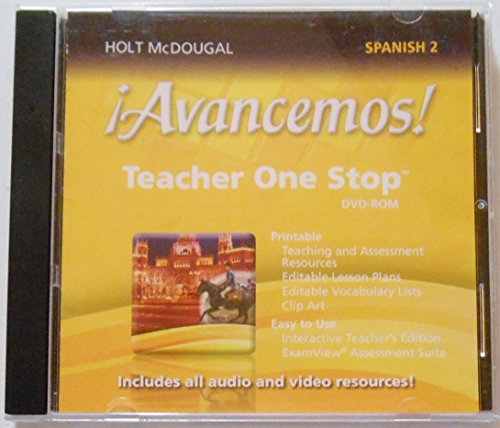 HOLT McDOUGAL
SPANISH 2
¡Avancemos!
Teacher One Stop™
DVD-ROM
Printable
Teaching and Assessment
Resources
Editable Lesson Plans
Editable Vocabulary Lists
Clip Art
Easy to Use
Interactive Teacher's Edition
ExamView® Assessment Suite
Includes all audio and video resources!